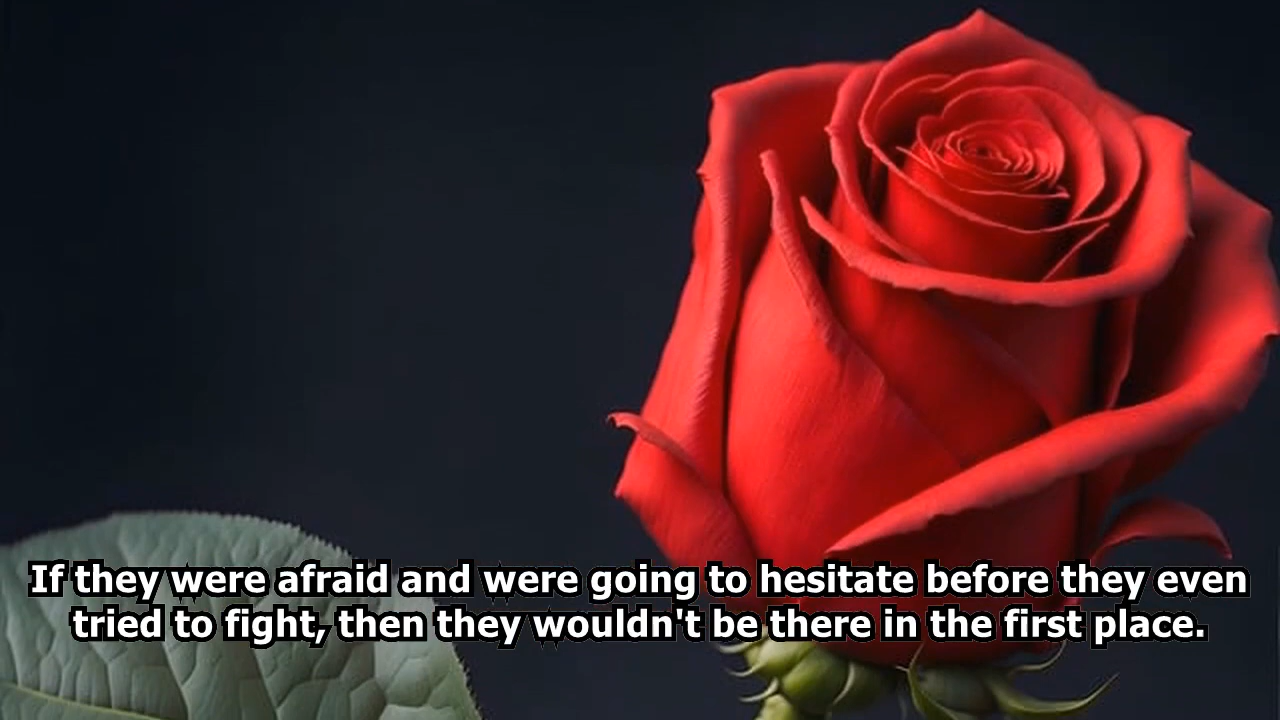 If they were afraid and were going to hesitate before they even
tried to fight, then they wouldn't be there in the first place.